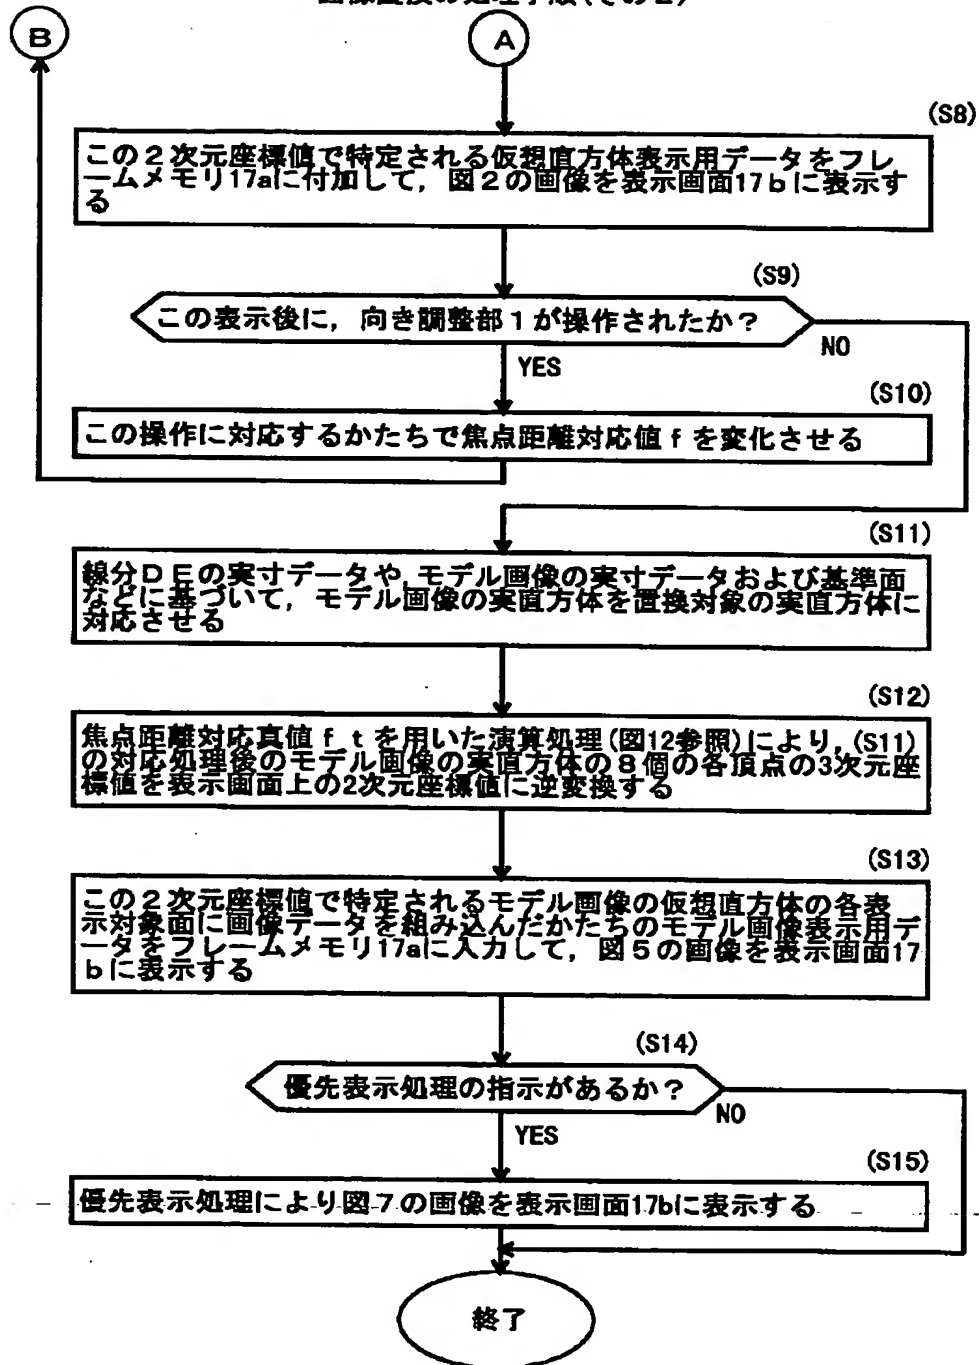 画像置換の処理手順(その2)
B
A
(S8)
この2次元座標値で特定される仮想直方体表示用データをフレ
ームメモリ17aに付加して，図2の画像を表示画面17bに表示す
る
(S9)
この表示後に，向き調整部1が操作されたか？
NO
YES
(S10)
この操作に対応するかたちで焦点距離対応値fを変化させる
(S11)
線分DEの実寸データや,モデル画像の実寸データおよび基準面
などに基づいて，モデル画像の実直方体を置換対象の実直方体に
対応させる
(S12)
焦点距離対応真値ftを用いた演算処理(図12参照)により,(S11)
の対応処理後のモデル画像の実直方体の8個の各頂点の3次元座
標値を表示画面上の2次元座標値に逆変換する
(S13)
この2次元座標値で特定されるモデル画像の仮想直方体の各表
示対象面に画像データを組み込んだかたちのモデル画像表示用デ
ータをフレームメモリ17aに入力して，図5の画像を表示画面17
bに表示する
(S14)
優先表示処理の指示があるか？
NO
YES
(S15)
優先表示処理により図7の画像を表示画面17bに表示する
終了